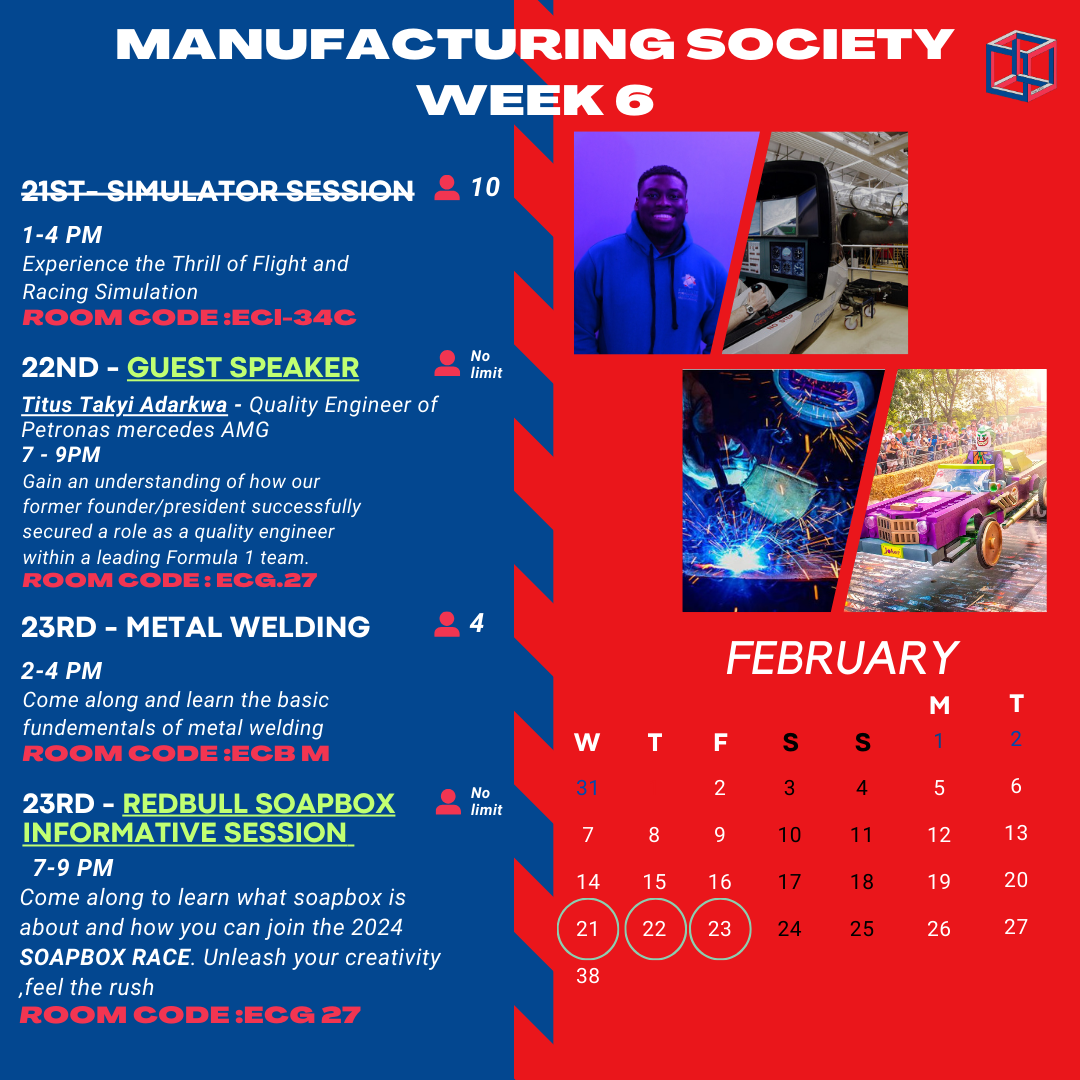 MANUFACTURING SOCIETY
WEEK 6
21ST- SIMULATOR SESSION
10
1-4 PM
Experience the Thrill of Flight and
Racing Simulation
ROOM CODE :ECI-34C
22ND - GUEST SPEAKER
No
limit
Titus Takyi Adarkwa - Quality Engineer of
Petronas mercedes AMG
7 - 9PM
Gain an understanding of how our
former founder/president successfully
secured a role as a quality engineer
within a leading Formula 1 team.
ROOM CODE : ECG.27
23RD - METAL WELDING
4
2-4 PM
Come along and learn the basic
fundementals of metal welding
ROOM CODE :ECB M
23RD - REDBULL SOAPBOX
INFORMATIVE SESSION
No
limit
7-9 PM
Come along to learn what soapbox is
about and how you can join the 2024
SOAPBOX RACE. Unleash your creativity
,feel the rush
ROOM CODE :ECG 27
NO STEP
Joker
FEBRUARY
W T F S S M T
1 2
31 2 3 4 5 6
7 8 9 10 11 12 13
14 15 16 17 18 19 20
21 22 23 24 25 26 27
38